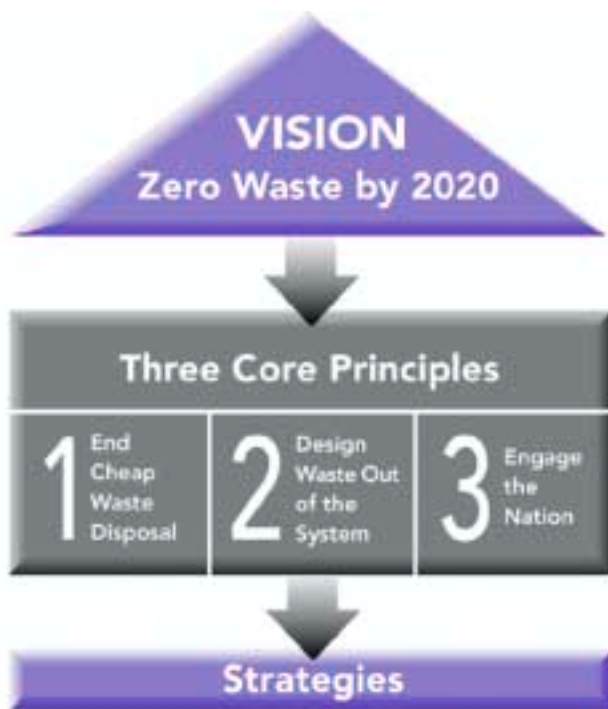 VISION
Zero Waste by 2020
Three Core Principles
1
End
Cheap
Waste
Disposal
2
Design
Waste Out
of the
System
3
Engage
the
Nation
Strategies